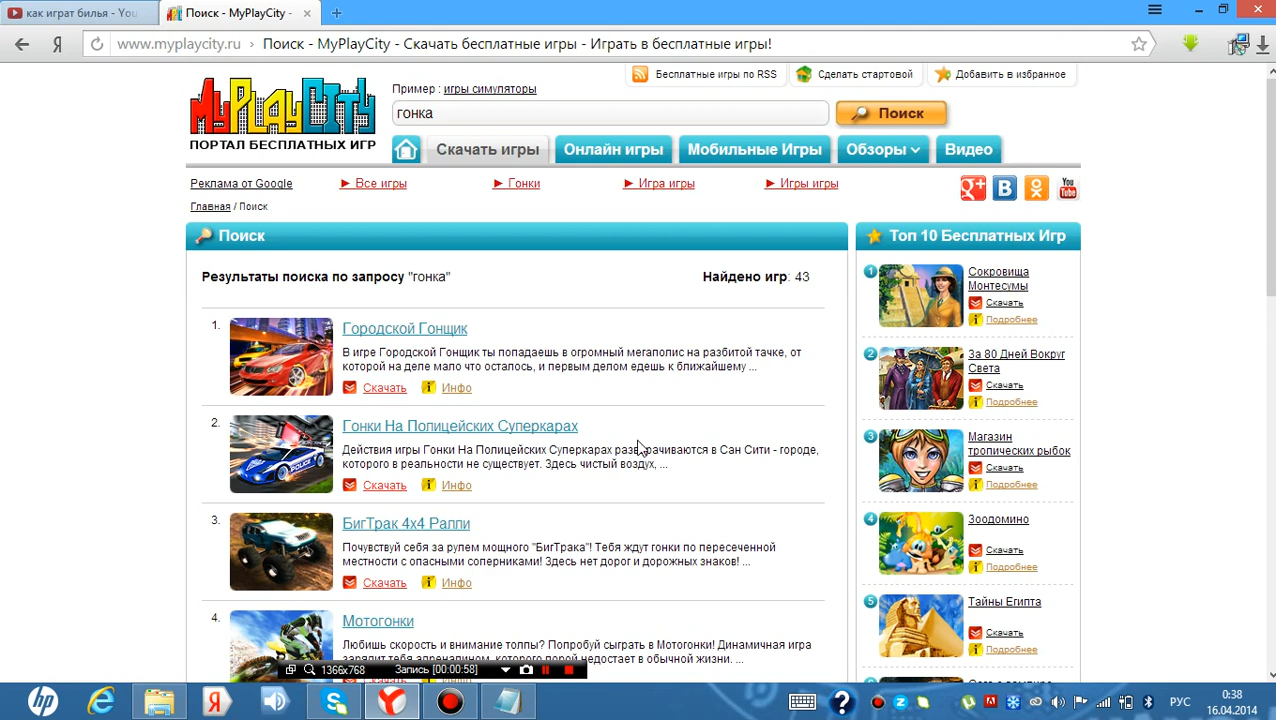 как играт билья - You
Поиск - MyPlayCity -
www.myplaycity.ru › Поиск - MyPlayCity - Скачать бесплатные игры - Играть в бесплатные игры!
Бесплатные игры по RSS
Сделать стартовой
Добавить в избранное
MyPlayCity
ПОРТАЛ БЕСПЛАТНЫХ ИГР
Пример : игры симуляторы
гонка
Поиск
Скачать игры
Онлайн игры
Мобильные Игры
Обзоры
Видео
Реклама от Google
► Все игры
► Гонки
► Игра игры
► Игры игры
You Tube
Главная / Поиск
Поиск
Результаты поиска по запросу "гонка"
Найдено игр: 43
1.
Городской Гонщик
В игре Городской Гонщик ты попадаешь в огромный мегаполис на разбитой тачке, от
которой на деле мало что осталось, и первым делом едешь к ближайшему ...
Скачать
Инфо
Гонки На Полицейских Суперкарах
Действия игры Гонки На Полицейских Суперкарах разворачиваются в Сан Сити - городе,
которого в реальности не существует. Здесь чистый воздух, ...
Скачать
Инфо
3.
БигТрак 4x4 Ралли
Почувствуй себя за рулем мощного "БигТрака"! Тебя ждут гонки по пересеченной
местности с опасными соперниками! Здесь нет дорог и дорожных знаков! ...
Скачать
Инфо
4.
Мотогонки
Любишь скорость и внимание толпы? Попробуй сыграть в Мотогонки! Динамичная игра
недостает в обычной жизни. ...
Топ 10 Бесплатных Игр
1
Сокровища
Монтесумы
Скачать
Подробнее
2
За 80 Дней Вокруг
Света
Скачать
Подробнее
3
Магазин
тропических рыбок
Скачать
Подробнее
4
Зоодомино
Скачать
Подробнее
5
Тайны Египта
Скачать
Подробнее
1366x768
Запись [00:00:58]
РУС
0:38
16.04.2014